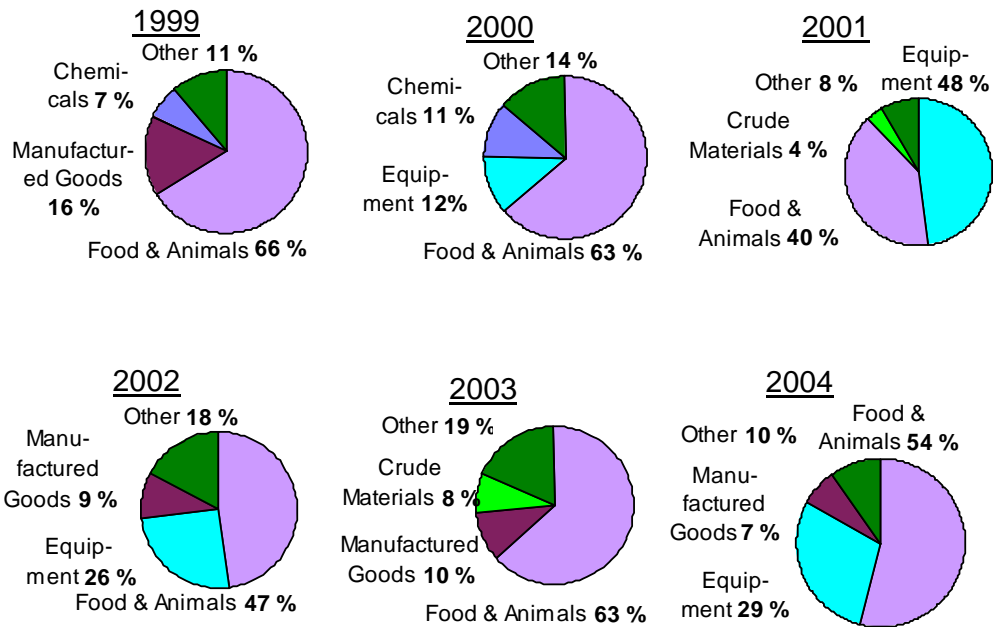 1999
Other 11 %
Chemi-
cals 7 %
Manufactur-
ed Goods
16 %
Food & Animals 66 %
2000
Other 14 %
Chemi-
cals 11 %
Equip-
ment 12%
Food & Animals 63 %
2001
Equip-
ment 48 %
Other 8 %
Crude
Materials 4 %
Food &
Animals 40 %
2002
Other 18 %
Manu-
factured
Goods 9 %
Equip-
ment 26 %
Food & Animals 47 %
2003
Other 19 %
Crude
Materials 8 %
Manufactured
Goods 10 %
Food & Animals 63 %
2004
Food &
Animals 54 %
Other 10 %
Manu-
factured
Goods 7 %
Equip-
ment 29 %